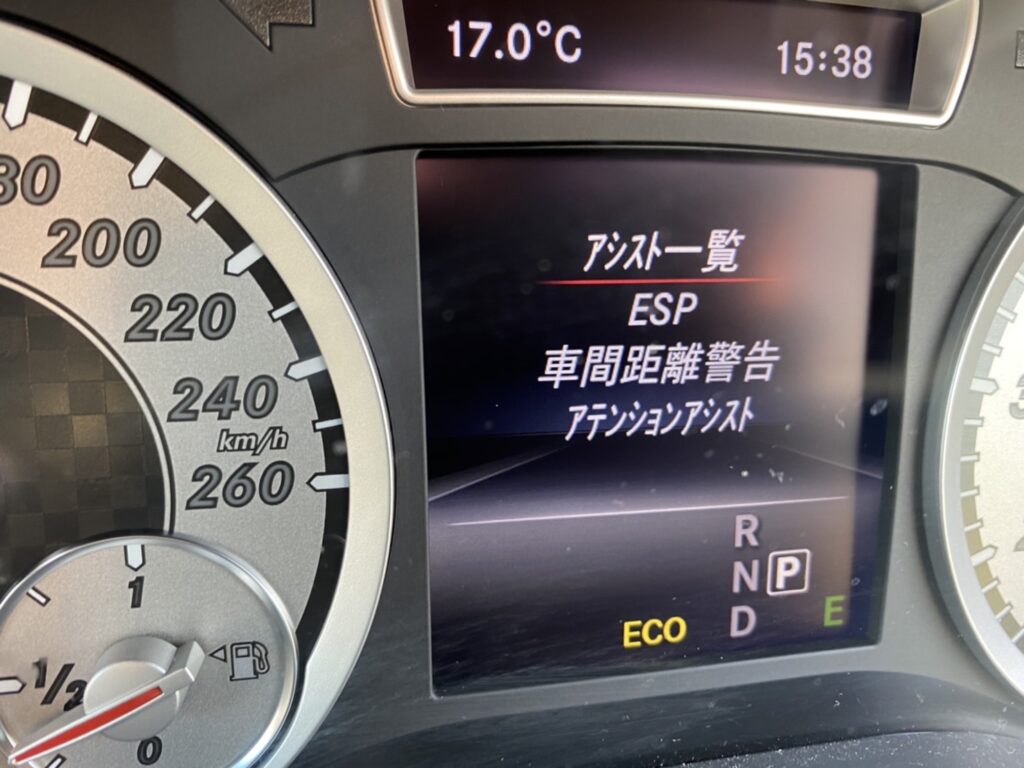 17.0°C
15:38
200
220
240
km/h
260
アシスト一覧
ESP
車間距離警告
アテンションアシスト
R
N P
D
ECO
E
1
1/2
0